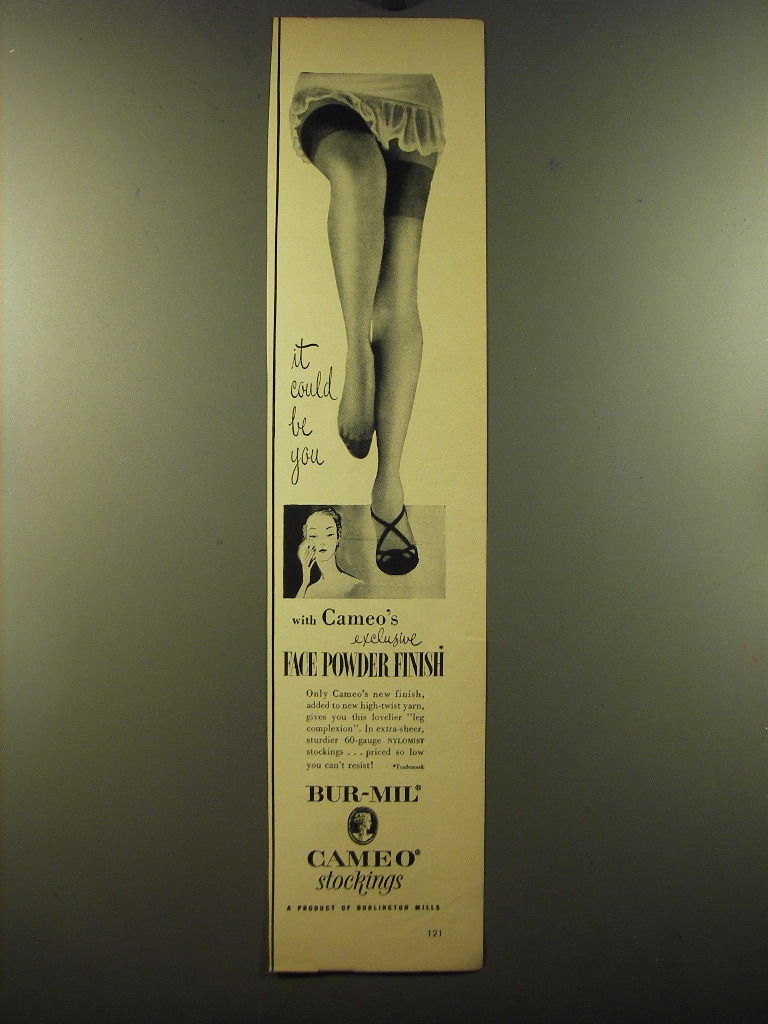 it
could
be
you
with Cameo's
exclusive
FACE POWDER FINISH*
Only Cameo's new finish,
added to new high-twist yarn,
gives you this lovelier "leg
complexion". In extra-sheer,
sturdier 60-gauge NYLOMIST
stockings . . . priced so low
you can't resist! *Trademark
BUR-MIL®
CAMEO®
stockings
A PRODUCT OF BURLINGTON MILLS
121